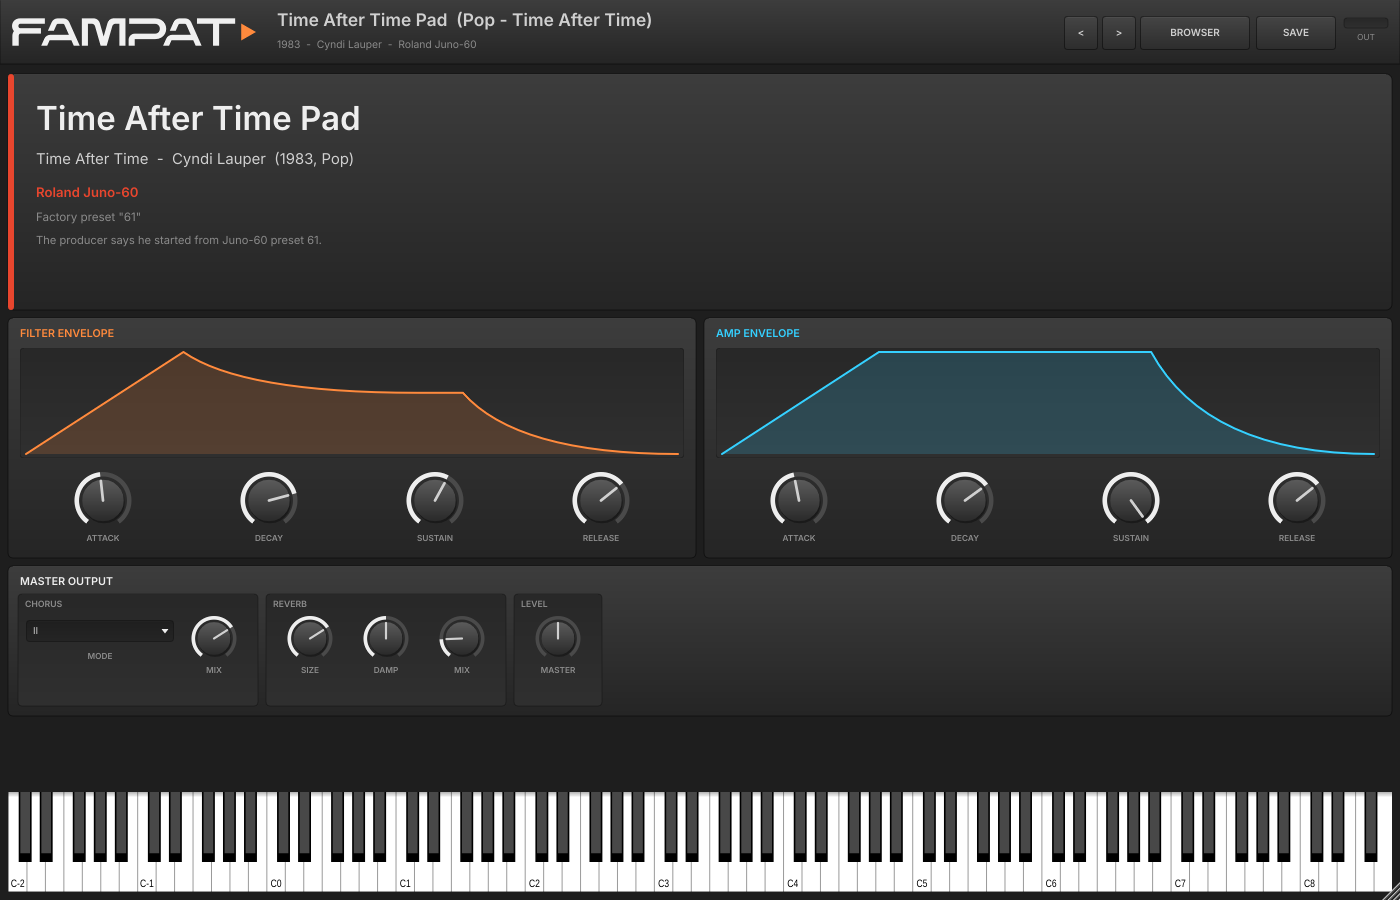 FAMPAT
Time After Time Pad (Pop - Time After Time)
1983 - Cyndi Lauper - Roland Juno-60
<
>
BROWSER
SAVE
OUT
Time After Time Pad
Time After Time - Cyndi Lauper (1983, Pop)
Roland Juno-60
Factory preset "61"
The producer says he started from Juno-60 preset 61.
FILTER ENVELOPE
ATTACK
DECAY
SUSTAIN
RELEASE
AMP ENVELOPE
ATTACK
DECAY
SUSTAIN
RELEASE
MASTER OUTPUT
CHORUS
II
MODE
MIX
REVERB
SIZE
DAMP
MIX
LEVEL
MASTER
C-2
C-1
C0
C1
C2
C3
C4
C5
C6
C7
C8